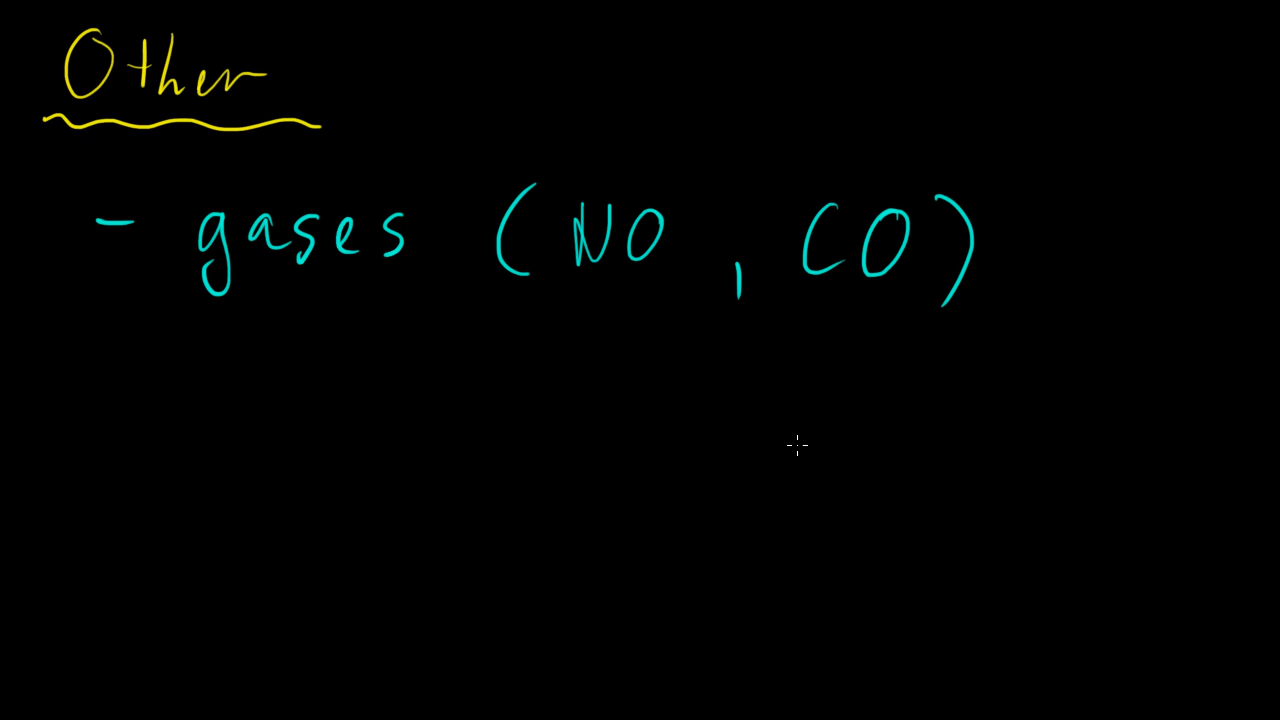 Other
- gases (NO, CO)